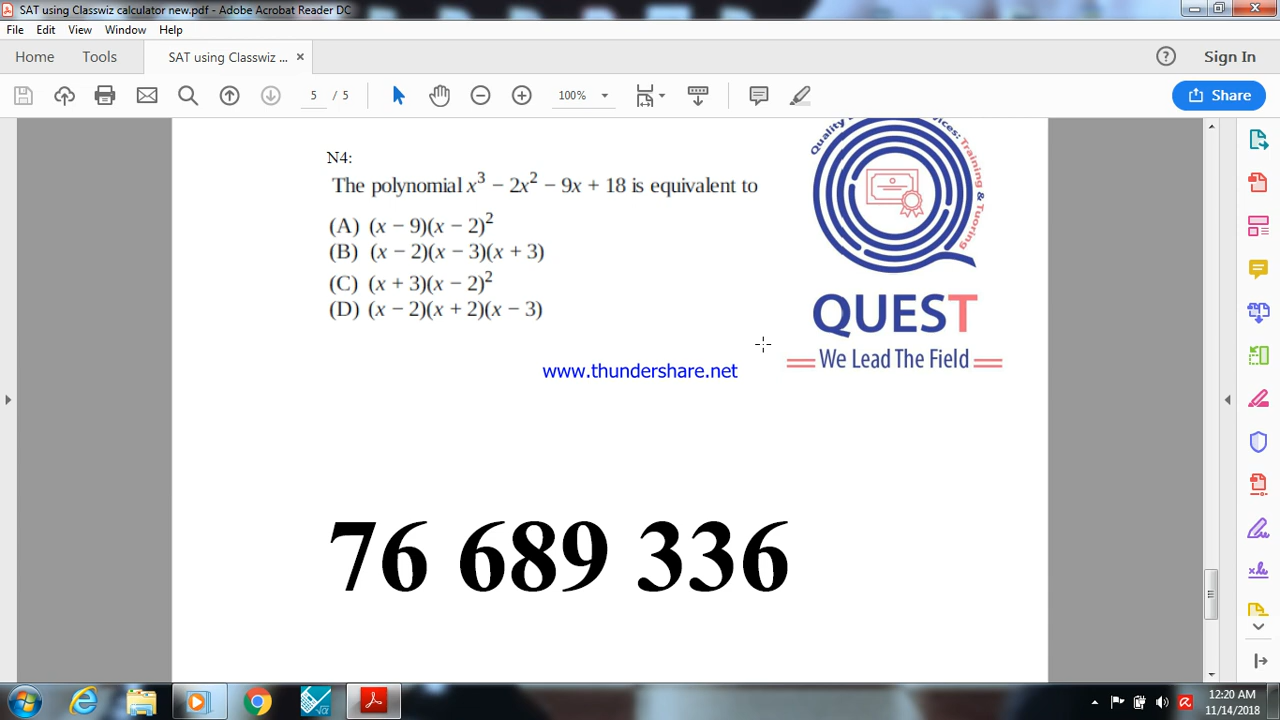 SAT using Classwiz calculator new.pdf - Adobe Acrobat Reader DC
File Edit View Window Help
Home Tools SAT using Classwiz ... × Sign In
5 / 5 100% Share
N4:
The polynomial x³ − 2x² − 9x + 18 is equivalent to
(A) (x − 9)(x − 2)²
(B) (x − 2)(x − 3)(x + 3)
(C) (x + 3)(x − 2)²
(D) (x − 2)(x + 2)(x − 3)
Training & Tuoring
QUEST
We Lead The Field
www.thundershare.net
76 689 336
12:20 AM
11/14/2018